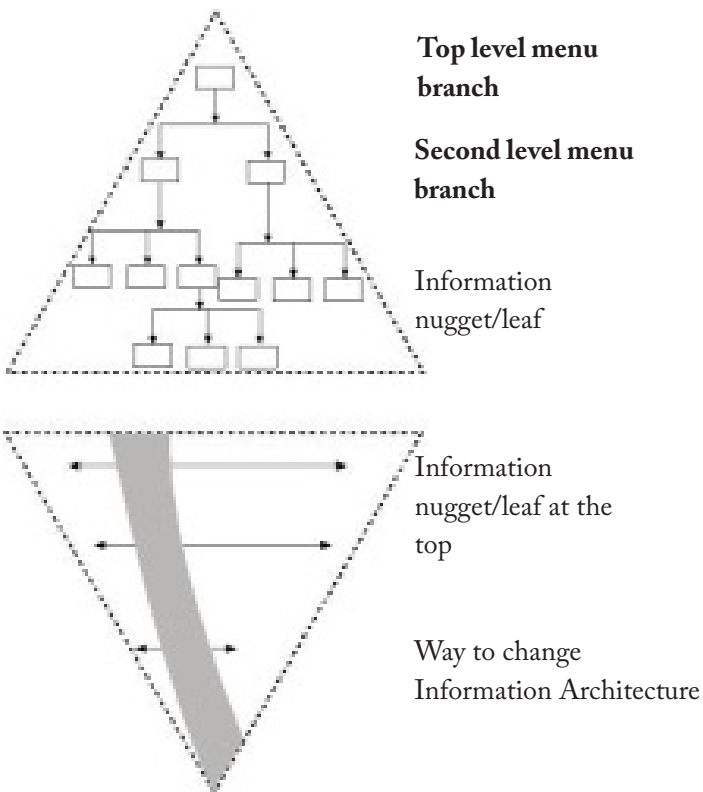 Top level menu
branch
Second level menu
branch
Information
nugget/leaf
Information
nugget/leaf at the
top
Way to change
Information Architecture